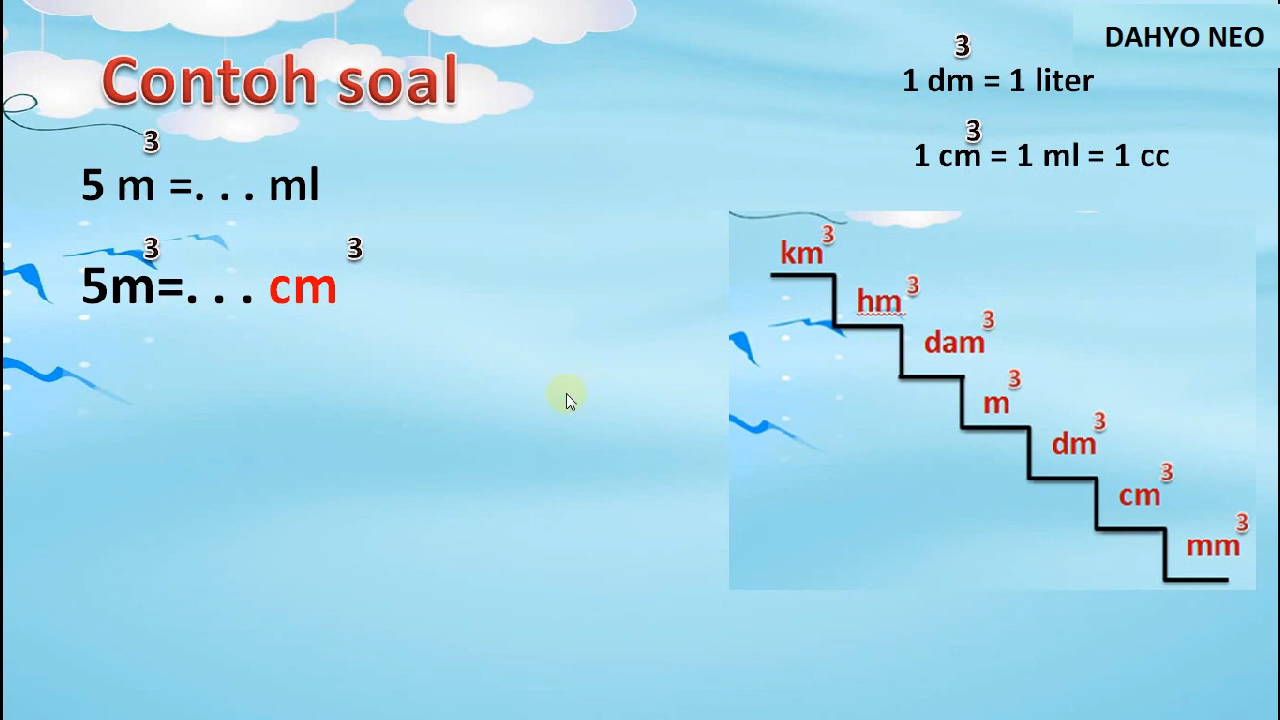 Contoh soal
5 m³ =. . . ml
5m³=. . . cm³
DAHYO NEO
1 dm³ = 1 liter
1 cm³ = 1 ml = 1 cc
km³
hm³
dam³
m³
dm³
cm³
mm³